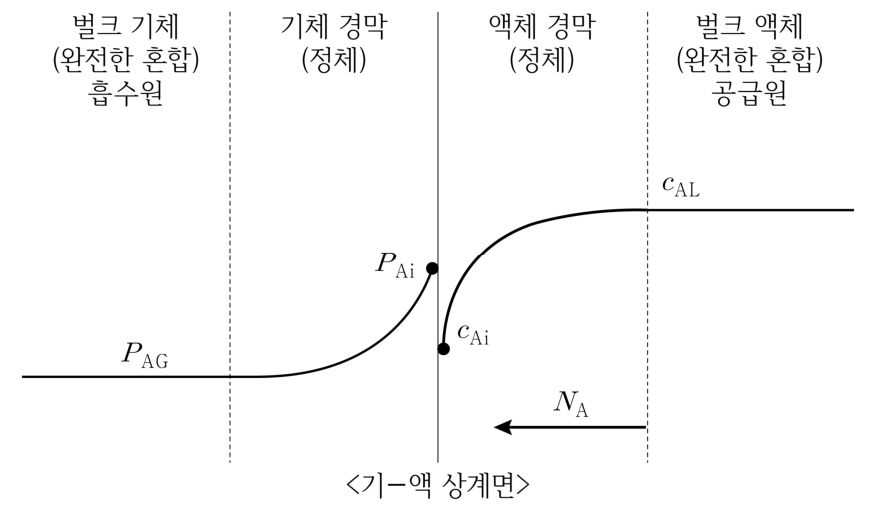 벌크 기체
(완전한 혼합)
흡수원
기체 경막
(정체)
액체 경막
(정체)
벌크 액체
(완전한 혼합)
공급원
c_AL
P_Ai
c_Ai
P_AG
N_A
<기-액 상계면>